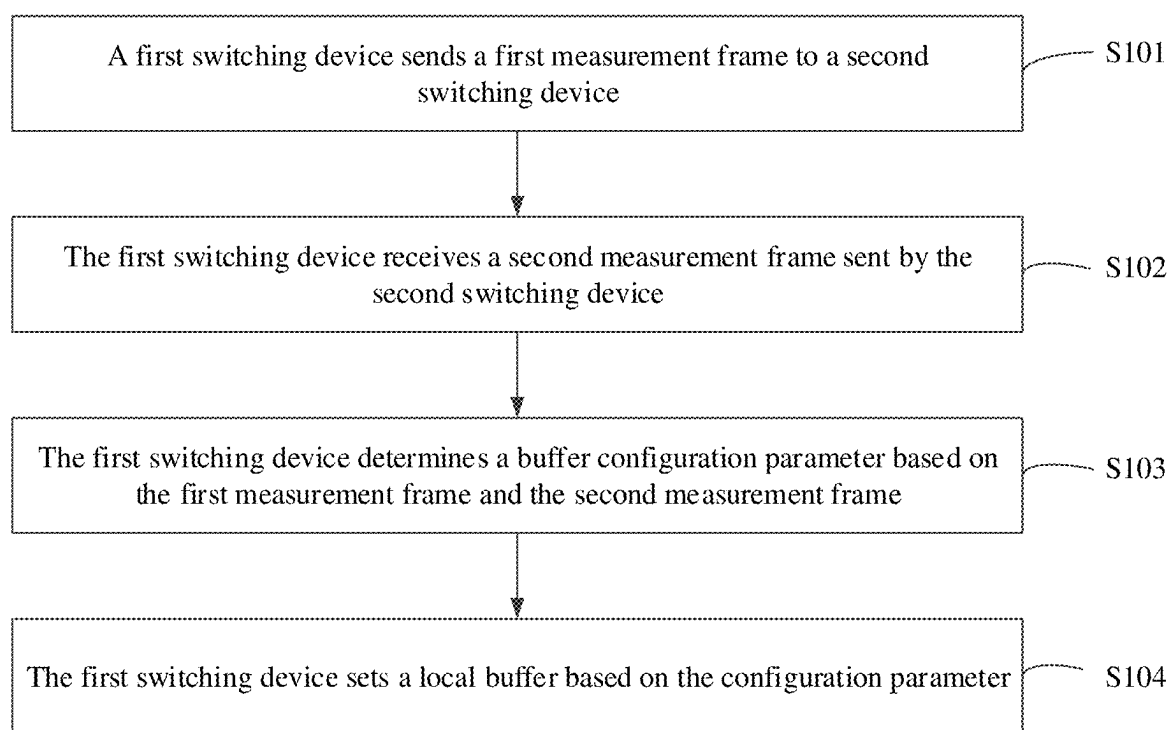 A first switching device sends a first measurement frame to a second
switching device
S101
The first switching device receives a second measurement frame sent by the
second switching device
S102
The first switching device determines a buffer configuration parameter based on
the first measurement frame and the second measurement frame
S103
The first switching device sets a local buffer based on the configuration parameter
S104